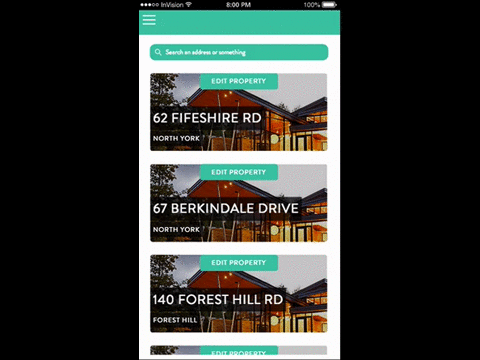 InVision
8:00 PM
100%
Search an address or something
EDIT PROPERTY
62 FIFESHIRE RD
NORTH YORK
EDIT PROPERTY
67 BERKINDALE DRIVE
NORTH YORK
EDIT PROPERTY
140 FOREST HILL RD
FOREST HILL
EDIT PROPERTY